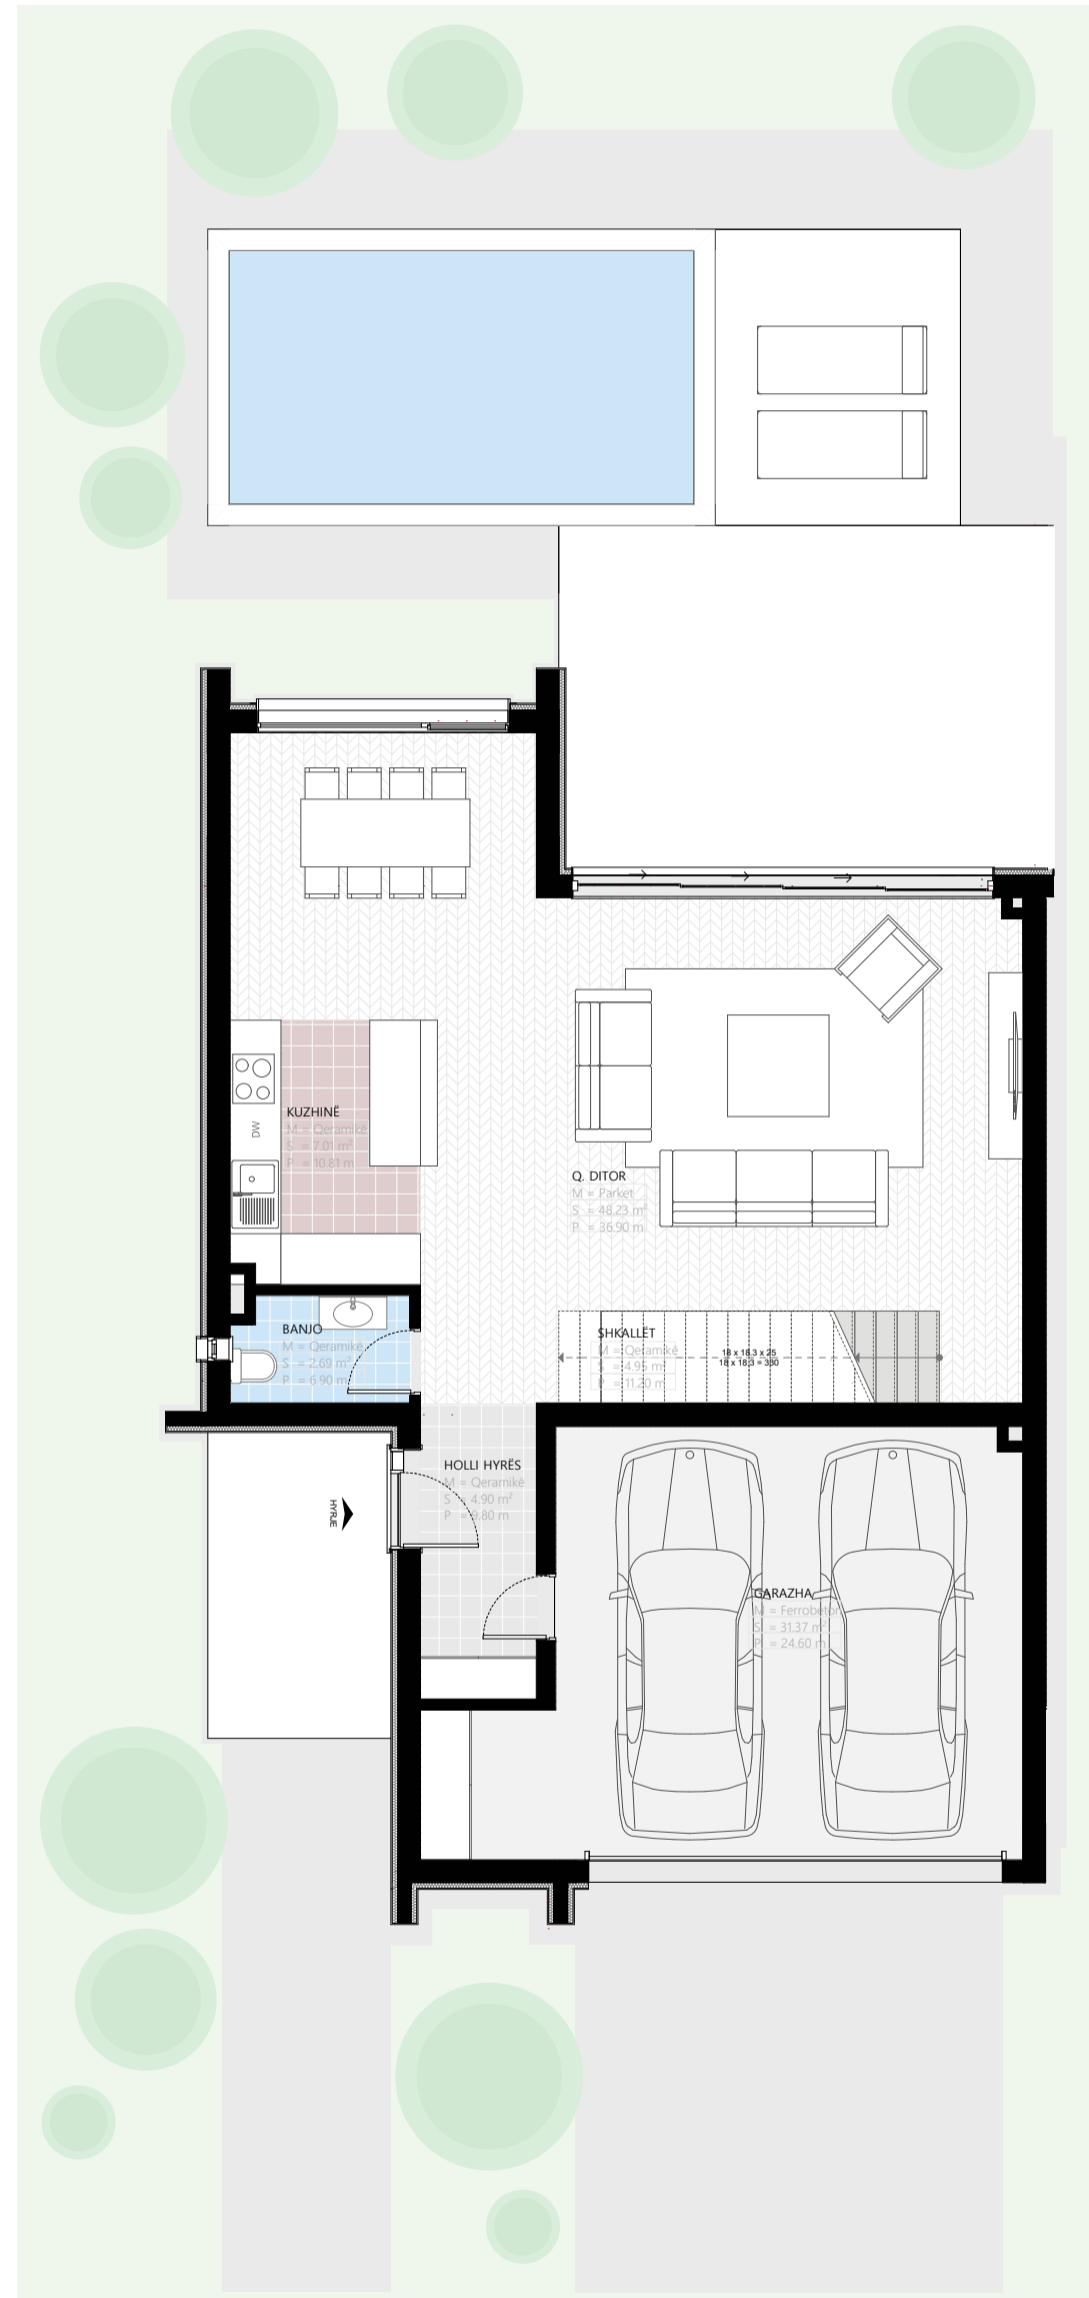 KUZHINË
M = Qeramikë
S = 7.01 m²
P = 10.81 m
DW
Q. DITOR
M = Parket
S = 48.23 m²
P = 36.90 m
BANJO
M = Qeramikë
S = 2.69 m²
P = 6.90 m
SHKALLËT
M = Qeramikë
S = 4.95 m²
P = 11.20 m
18 x 18.3 x 25
18 x 18.3 = 330
HOLLI HYRËS
M = Qeramikë
S = 4.90 m²
P = 9.80 m
HYRJE
GARAZHA
M = Ferrobeton
S = 31.37 m²
P = 24.60 m